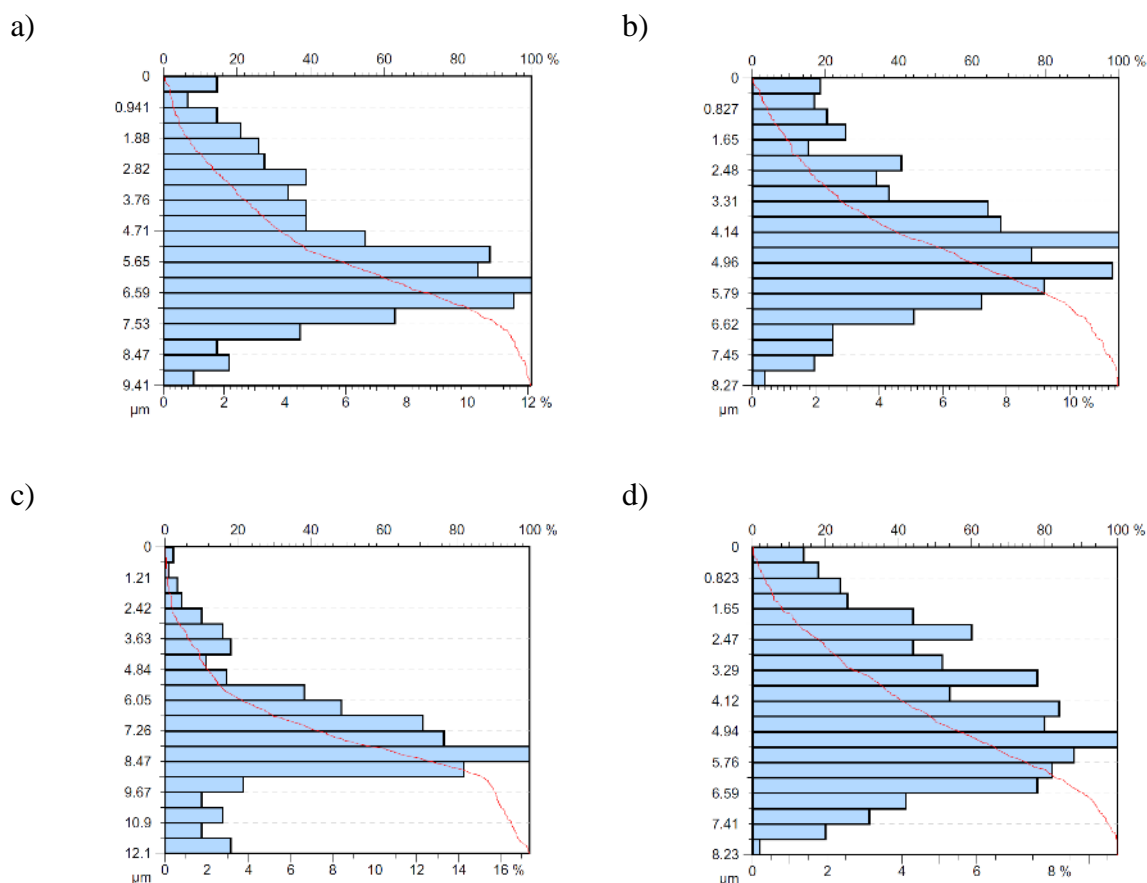 a)
0 20 40 60 80 100 %
0
0.941
1.88
2.82
3.76
4.71
5.65
6.59
7.53
8.47
9.41
µm
0 2 4 6 8 10 12 %
b)
0 20 40 60 80 100 %
0
0.827
1.65
2.48
3.31
4.14
4.96
5.79
6.62
7.45
8.27
µm
0 2 4 6 8 10 %
c)
0 20 40 60 80 100 %
0
1.21
2.42
3.63
4.84
6.05
7.26
8.47
9.67
10.9
12.1
µm
0 2 4 6 8 10 12 14 16 %
d)
0 20 40 60 80 100 %
0
0.823
1.65
2.47
3.29
4.12
4.94
5.76
6.59
7.41
8.23
µm
0 2 4 6 8 %